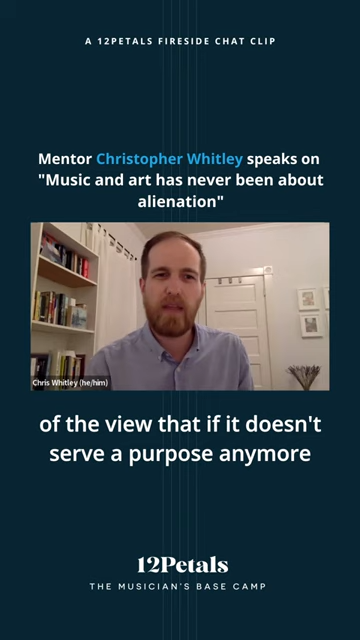 A 12PETALS FIRESIDE CHAT CLIP
Mentor Christopher Whitley speaks on
"Music and art has never been about
alienation"
Chris Whitley (he/him)
of the view that if it doesn't
serve a purpose anymore
12Petals
THE MUSICIAN'S BASE CAMP